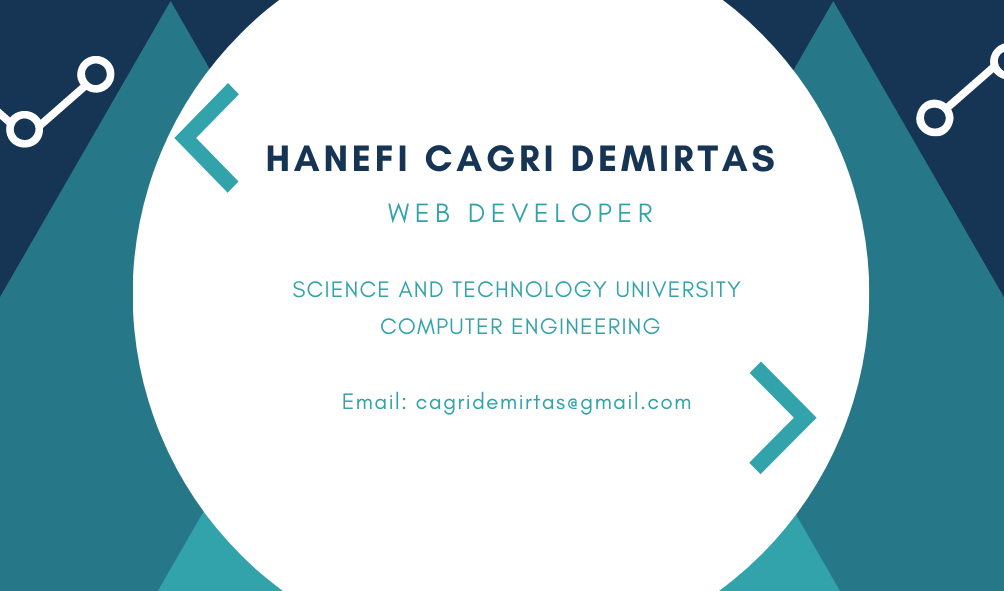 HANEFI CAGRI DEMIRTAS
WEB DEVELOPER
SCIENCE AND TECHNOLOGY UNIVERSITY
COMPUTER ENGINEERING
Email: cagridemirtas@gmail.com